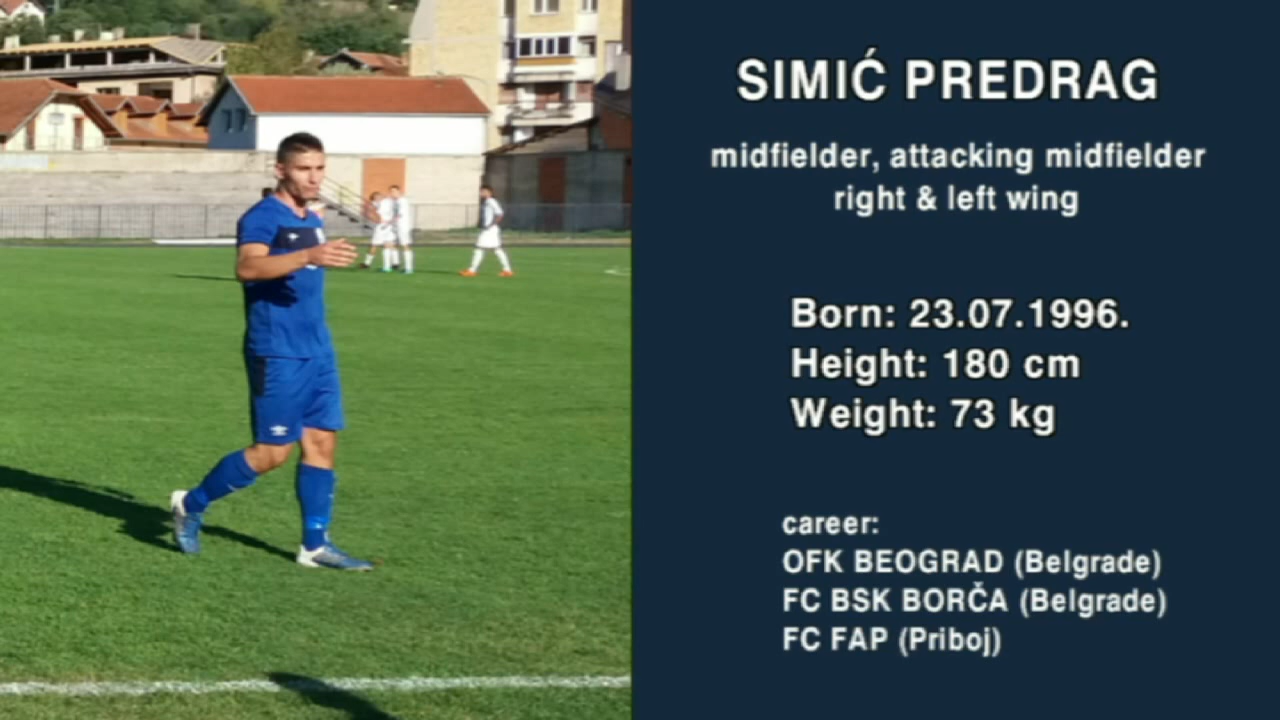 SIMIĆ PREDRAG
midfielder, attacking midfielder
right & left wing
Born: 23.07.1996.
Height: 180 cm
Weight: 73 kg
career:
OFK BEOGRAD (Belgrade)
FC BSK BORČA (Belgrade)
FC FAP (Priboj)